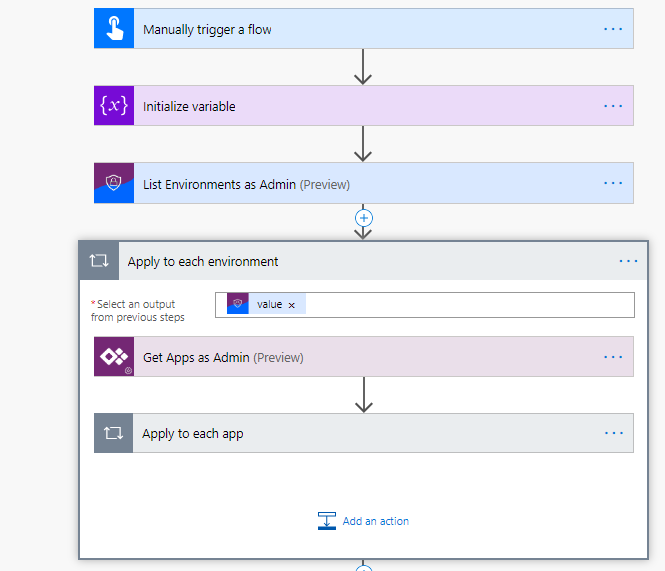 Manually trigger a flow
{x} Initialize variable
List Environments as Admin (Preview)
Apply to each environment
*Select an output
from previous steps
value ×
Get Apps as Admin (Preview)
Apply to each app
Add an action